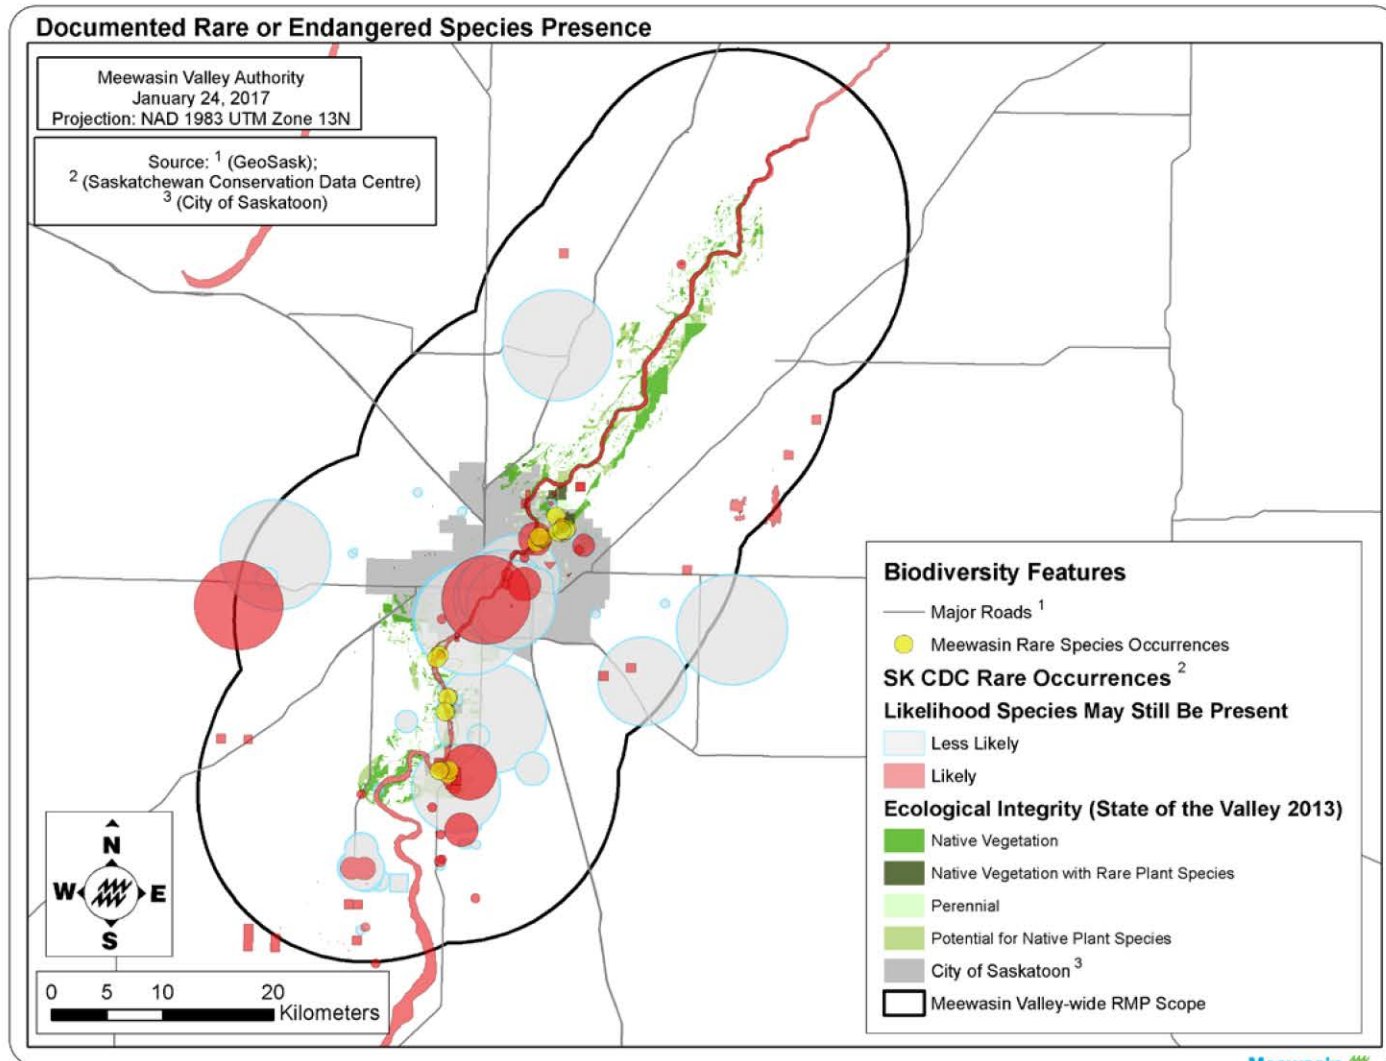 Documented Rare or Endangered Species Presence
Meewasin Valley Authority
January 24, 2017
Projection: NAD 1983 UTM Zone 13N
Source: 1 (GeoSask);
2 (Saskatchewan Conservation Data Centre)
3 (City of Saskatoon)
Biodiversity Features
Major Roads 1
Meewasin Rare Species Occurrences
SK CDC Rare Occurrences 2
Likelihood Species May Still Be Present
Less Likely
Likely
Ecological Integrity (State of the Valley 2013)
Native Vegetation
Native Vegetation with Rare Plant Species
Perennial
Potential for Native Plant Species
City of Saskatoon 3
Meewasin Valley-wide RMP Scope
N
W E
S
0 5 10 20
Kilometers
Meewasin